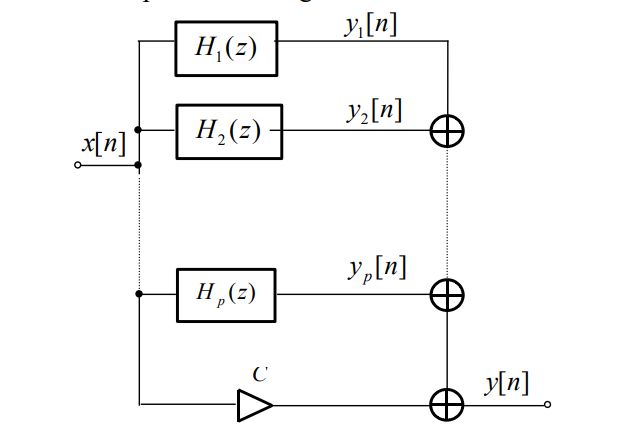 H₁(z) y₁[n]
H₂(z) y₂[n]
x[n]
Hₚ(z) yₚ[n]
C
y[n]